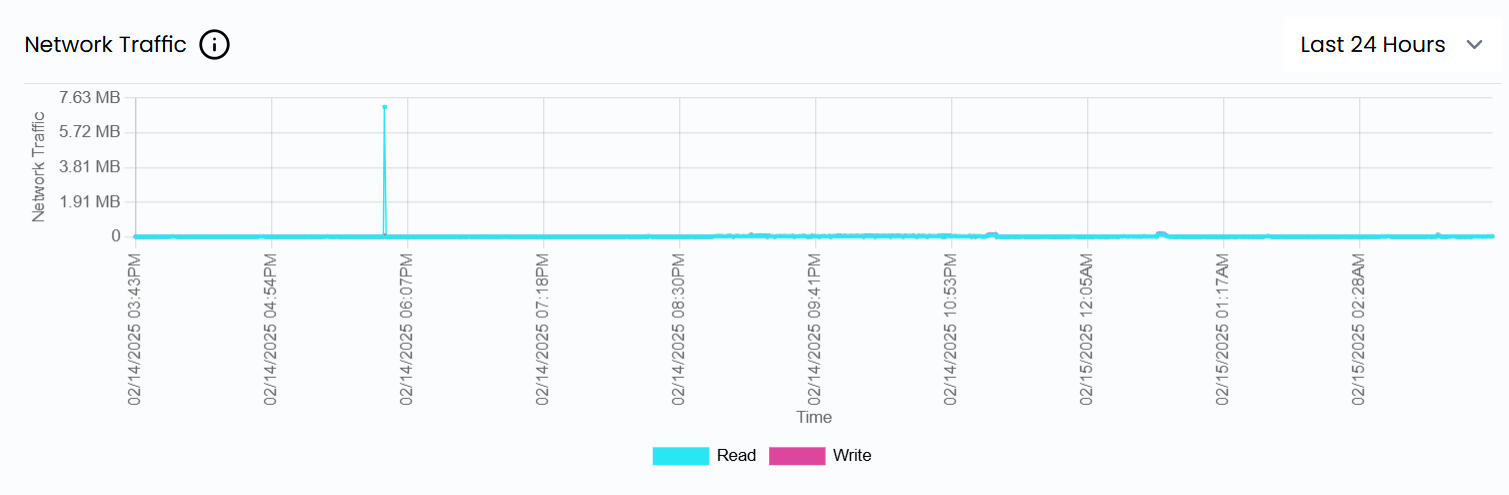 Network Traffic
Last 24 Hours
7.63 MB
5.72 MB
3.81 MB
1.91 MB
0
Network Traffic
02/14/2025 03:43PM
02/14/2025 04:54PM
02/14/2025 06:07PM
02/14/2025 07:18PM
02/14/2025 08:30PM
02/14/2025 09:41PM
02/14/2025 10:53PM
02/15/2025 12:05AM
02/15/2025 01:17AM
02/15/2025 02:28AM
Time
Read
Write